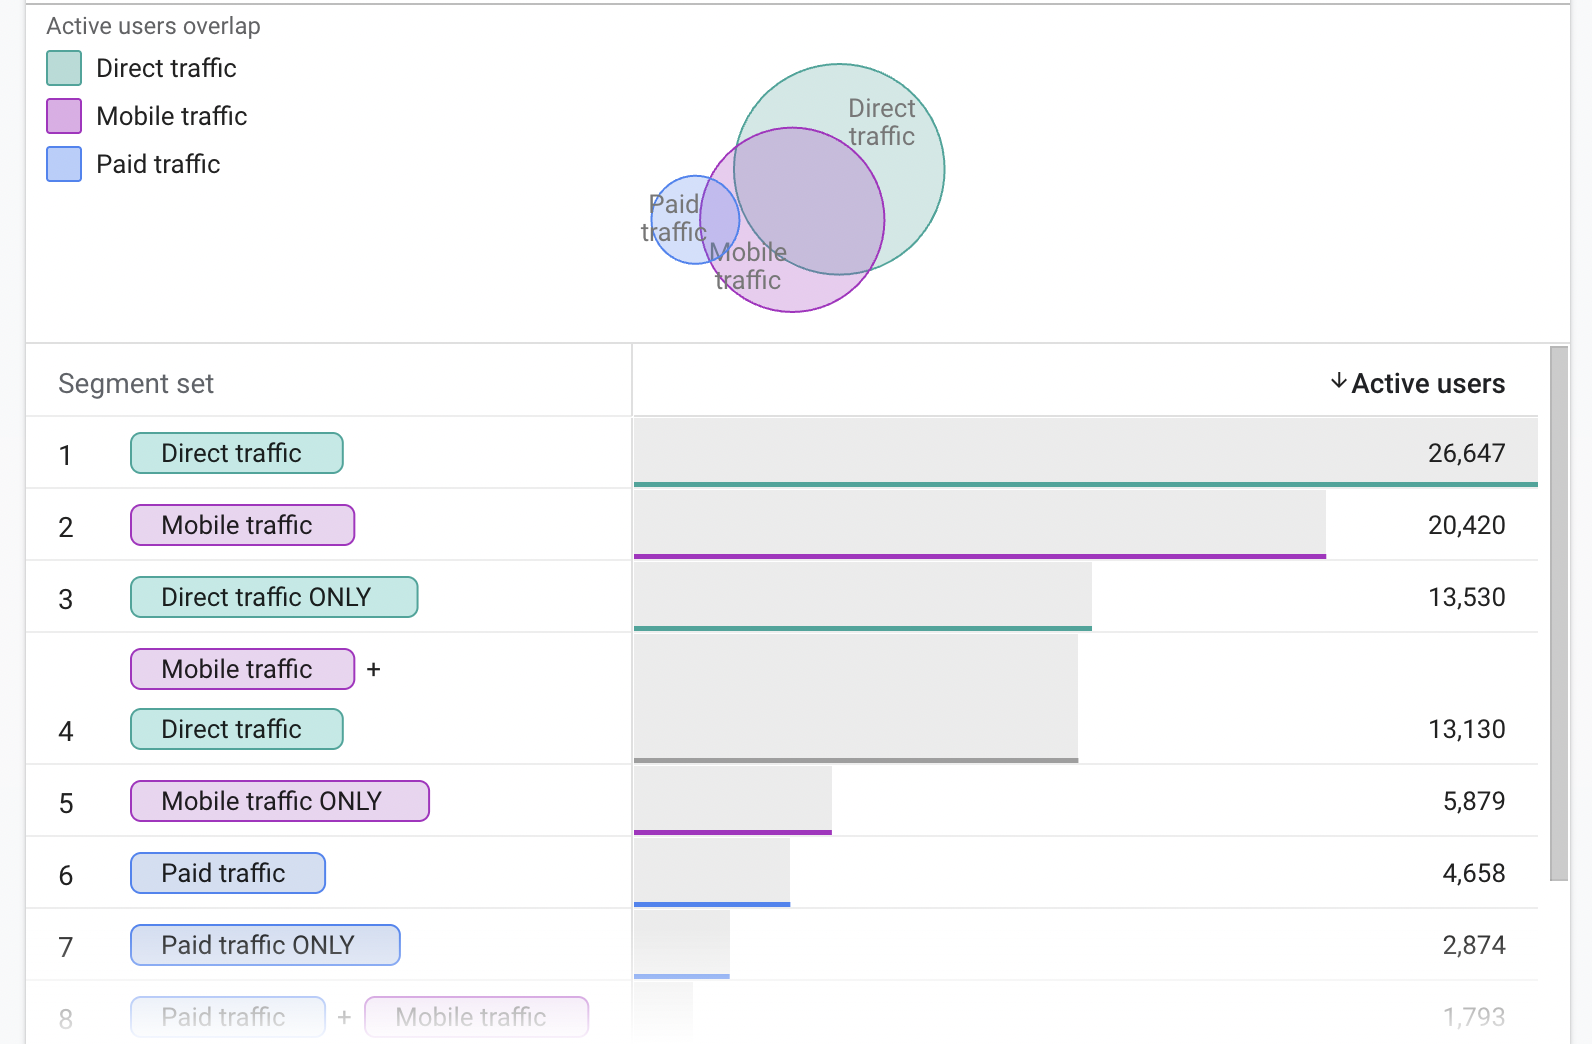 Active users overlap
Direct traffic
Mobile traffic
Paid traffic
Direct
traffic
Paid
traffic
Mobile
traffic
Segment set
↓ Active users
1 Direct traffic 26,647
2 Mobile traffic 20,420
3 Direct traffic ONLY 13,530
Mobile traffic +
4 Direct traffic 13,130
5 Mobile traffic ONLY 5,879
6 Paid traffic 4,658
7 Paid traffic ONLY 2,874
8 Paid traffic + Mobile traffic 1,793